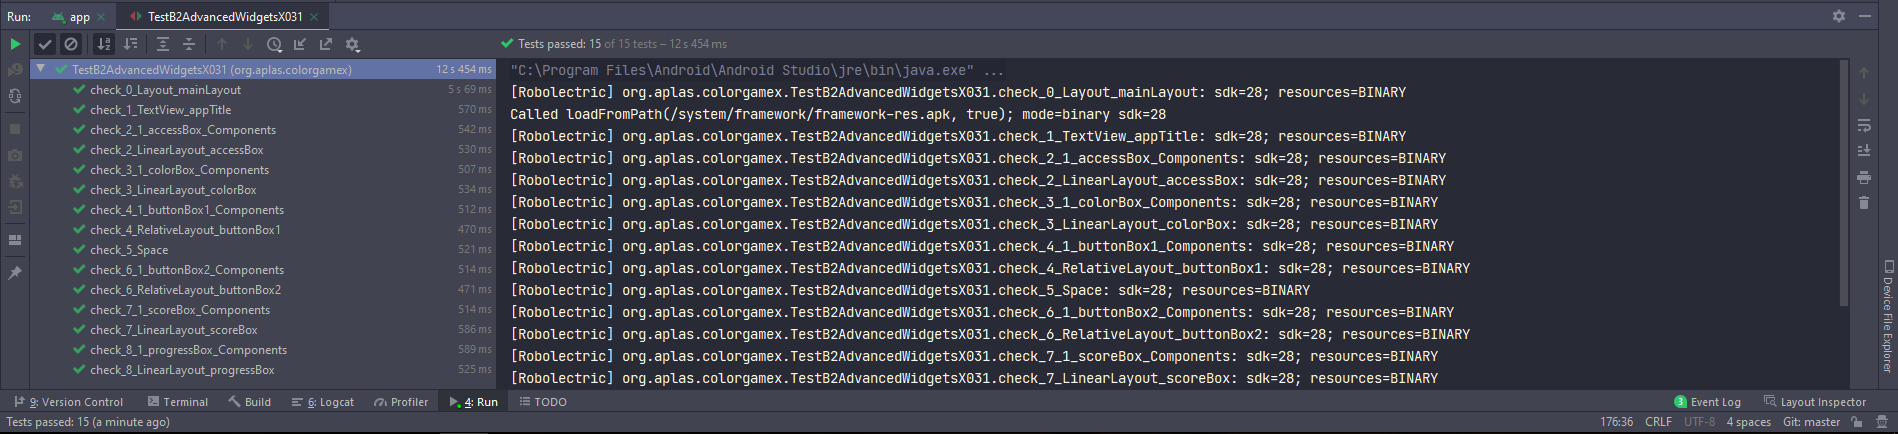 Run: app TestB2AdvancedWidgetsX031
Tests passed: 15 of 15 tests – 12 s 454 ms
TestB2AdvancedWidgetsX031 (org.aplas.colorgamex) 12 s 454 ms
check_0_Layout_mainLayout 5 s 69 ms
check_1_TextView_appTitle 570 ms
check_2_1_accessBox_Components 542 ms
check_2_LinearLayout_accessBox 530 ms
check_3_1_colorBox_Components 507 ms
check_3_LinearLayout_colorBox 534 ms
check_4_1_buttonBox1_Components 512 ms
check_4_RelativeLayout_buttonBox1 470 ms
check_5_Space 521 ms
check_6_1_buttonBox2_Components 514 ms
check_6_RelativeLayout_buttonBox2 471 ms
check_7_1_scoreBox_Components 514 ms
check_7_LinearLayout_scoreBox 586 ms
check_8_1_progressBox_Components 589 ms
check_8_LinearLayout_progressBox 525 ms
"C:\Program Files\Android\Android Studio\jre\bin\java.exe" ...
[Robolectric] org.aplas.colorgamex.TestB2AdvancedWidgetsX031.check_0_Layout_mainLayout: sdk=28; resources=BINARY
Called loadFromPath(/system/framework/framework-res.apk, true); mode=binary sdk=28
[Robolectric] org.aplas.colorgamex.TestB2AdvancedWidgetsX031.check_1_TextView_appTitle: sdk=28; resources=BINARY
[Robolectric] org.aplas.colorgamex.TestB2AdvancedWidgetsX031.check_2_1_accessBox_Components: sdk=28; resources=BINARY
[Robolectric] org.aplas.colorgamex.TestB2AdvancedWidgetsX031.check_2_LinearLayout_accessBox: sdk=28; resources=BINARY
[Robolectric] org.aplas.colorgamex.TestB2AdvancedWidgetsX031.check_3_1_colorBox_Components: sdk=28; resources=BINARY
[Robolectric] org.aplas.colorgamex.TestB2AdvancedWidgetsX031.check_3_LinearLayout_colorBox: sdk=28; resources=BINARY
[Robolectric] org.aplas.colorgamex.TestB2AdvancedWidgetsX031.check_4_1_buttonBox1_Components: sdk=28; resources=BINARY
[Robolectric] org.aplas.colorgamex.TestB2AdvancedWidgetsX031.check_4_RelativeLayout_buttonBox1: sdk=28; resources=BINARY
[Robolectric] org.aplas.colorgamex.TestB2AdvancedWidgetsX031.check_5_Space: sdk=28; resources=BINARY
[Robolectric] org.aplas.colorgamex.TestB2AdvancedWidgetsX031.check_6_1_buttonBox2_Components: sdk=28; resources=BINARY
[Robolectric] org.aplas.colorgamex.TestB2AdvancedWidgetsX031.check_6_RelativeLayout_buttonBox2: sdk=28; resources=BINARY
[Robolectric] org.aplas.colorgamex.TestB2AdvancedWidgetsX031.check_7_1_scoreBox_Components: sdk=28; resources=BINARY
[Robolectric] org.aplas.colorgamex.TestB2AdvancedWidgetsX031.check_7_LinearLayout_scoreBox: sdk=28; resources=BINARY
Device File Explorer
9: Version Control Terminal Build 6: Logcat Profiler 4: Run TODO 3 Event Log Layout Inspector
Tests passed: 15 (a minute ago) 176:36 CRLF UTF-8 4 spaces Git: master